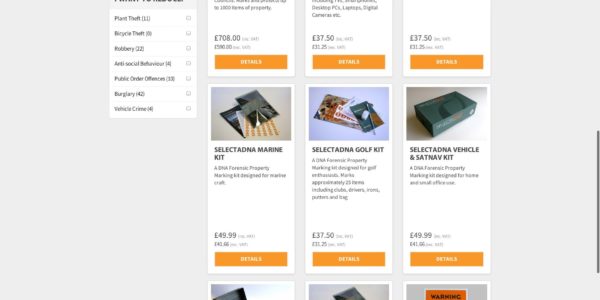 Plant Theft (11)
Bicycle Theft (0)
Robbery (22)
Anti-social Behaviour (4)
Public Order Offences (10)
Burglary (42)
Vehicle Crime (4)
to 1000 items of property.
£708.00 (inc. VAT)
£590.00 (exc. VAT)
DETAILS
Desktop PCs, Laptops, Digital
Cameras etc.
£37.50 (inc. VAT)
£31.25 (exc. VAT)
DETAILS
£37.50 (inc. VAT)
£31.25 (exc. VAT)
DETAILS
SELECTADNA MARINE
KIT
A DNA Forensic Property
Marking kit designed for marine
craft.
£49.99 (inc. VAT)
£41.66 (exc. VAT)
DETAILS
SELECTADNA GOLF KIT
A DNA Forensic Property
Marking kit designed for golf
enthusiasts. Marks
approximately 25 items
including clubs, drivers, irons,
putters and bag
£37.50 (inc. VAT)
£31.25 (exc. VAT)
DETAILS
SELECTADNA VEHICLE
& SATNAV KIT
A DNA Forensic Property
Marking kit designed for home
and small office use.
£49.99 (inc. VAT)
£41.66 (exc. VAT)
DETAILS